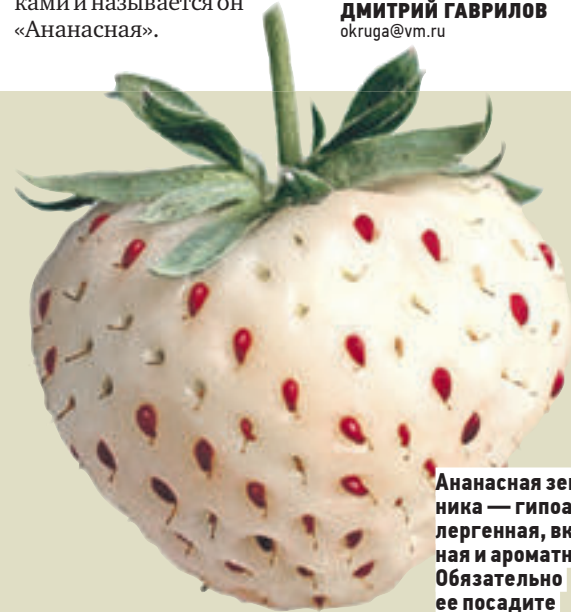 ками и называется он
«Ананасная».
ДМИТРИЙ ГАВРИЛОВ
okruga@vm.ru
Ананасная зем
ника — гипоа
лергенная, вк
ная и ароматн
Обязательно
ее посадите